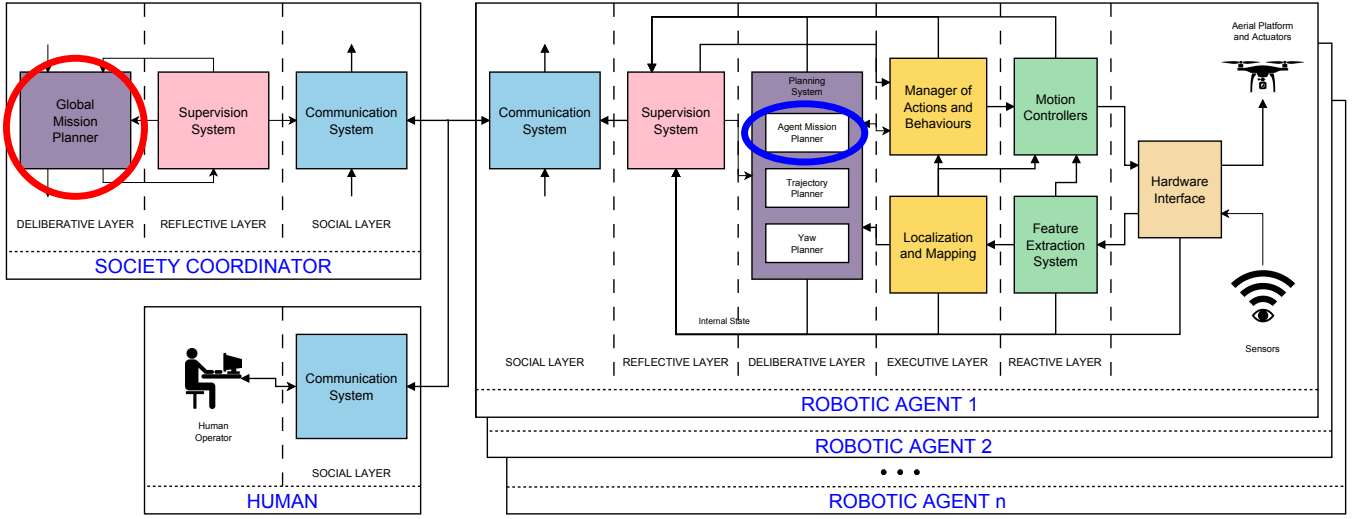 Global
Mission
Planner
Supervision
System
Communication
System
DELIBERATIVE LAYER
REFLECTIVE LAYER
SOCIAL LAYER
SOCIETY COORDINATOR
Human
Operator
Communication
System
SOCIAL LAYER
HUMAN
Communication
System
Supervision
System
Planning
System
Agent Mission
Planner
Trajectory
Planner
Yaw
Planner
Manager of
Actions and
Behaviours
Localization
and Mapping
Motion
Controllers
Feature
Extraction
System
Hardware
Interface
Aerial Platform
and Actuators
Sensors
Internal State
SOCIAL LAYER
REFLECTIVE LAYER
DELIBERATIVE LAYER
EXECUTIVE LAYER
REACTIVE LAYER
ROBOTIC AGENT 1
ROBOTIC AGENT 2
• • •
ROBOTIC AGENT n